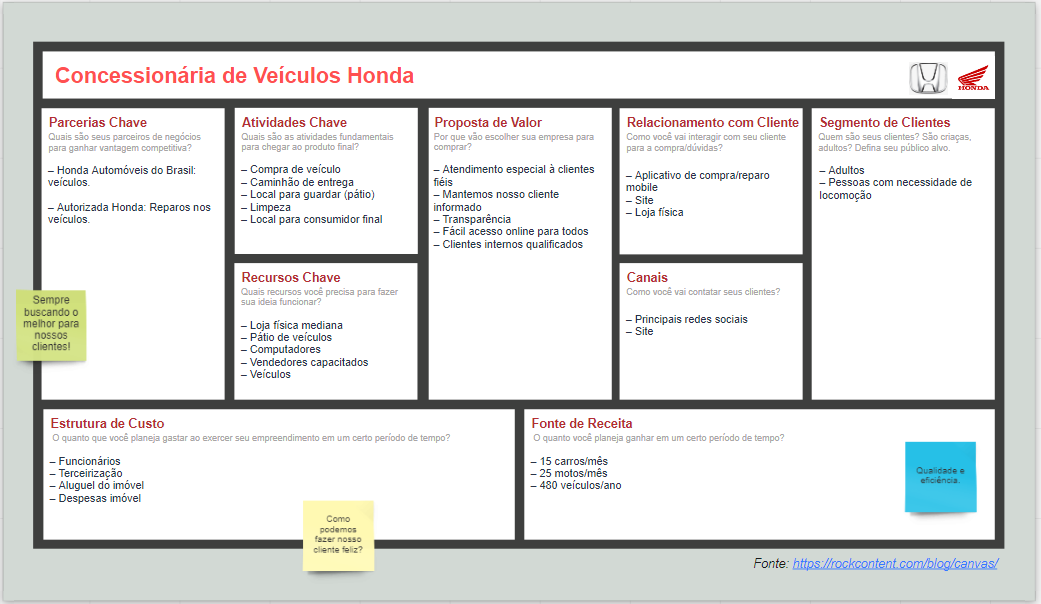 Concessionária de Veículos Honda
HONDA
Parcerias Chave
Quais são seus parceiros de negócios
para ganhar vantagem competitiva?
– Honda Automóveis do Brasil:
veículos.
– Autorizada Honda: Reparos nos
veículos.
Sempre
buscando o
melhor para
nossos
clientes!
Atividades Chave
Quais são as atividades fundamentais
para chegar ao produto final?
– Compra de veículo
– Caminhão de entrega
– Local para guardar (pátio)
– Limpeza
– Local para consumidor final
Recursos Chave
Quais recursos você precisa para fazer
sua ideia funcionar?
– Loja física mediana
– Pátio de veículos
– Computadores
– Vendedores capacitados
– Veículos
Proposta de Valor
Por que vão escolher sua empresa para
comprar?
– Atendimento especial à clientes
fiéis
– Mantemos nosso cliente
informado
– Transparência
– Fácil acesso online para todos
– Clientes internos qualificados
Relacionamento com Cliente
Como você vai interagir com seu cliente
para a compra/dúvidas?
– Aplicativo de compra/reparo
mobile
– Site
– Loja física
Canais
Como você vai contatar seus clientes?
– Principais redes sociais
– Site
Segmento de Clientes
Quem são seus clientes? São crianças,
adultos? Defina seu público alvo.
– Adultos
– Pessoas com necessidade de
locomoção
Estrutura de Custo
O quanto que você planeja gastar ao exercer seu empreendimento em um certo período de tempo?
– Funcionários
– Terceirização
– Aluguel do imóvel
– Despesas imóvel
Como
podemos
fazer nosso
cliente feliz?
Fonte de Receita
O quanto você planeja ganhar em um certo período de tempo?
– 15 carros/mês
– 25 motos/mês
– 480 veículos/ano
Qualidade e
eficiência.
Fonte: https://rockcontent.com/blog/canvas/